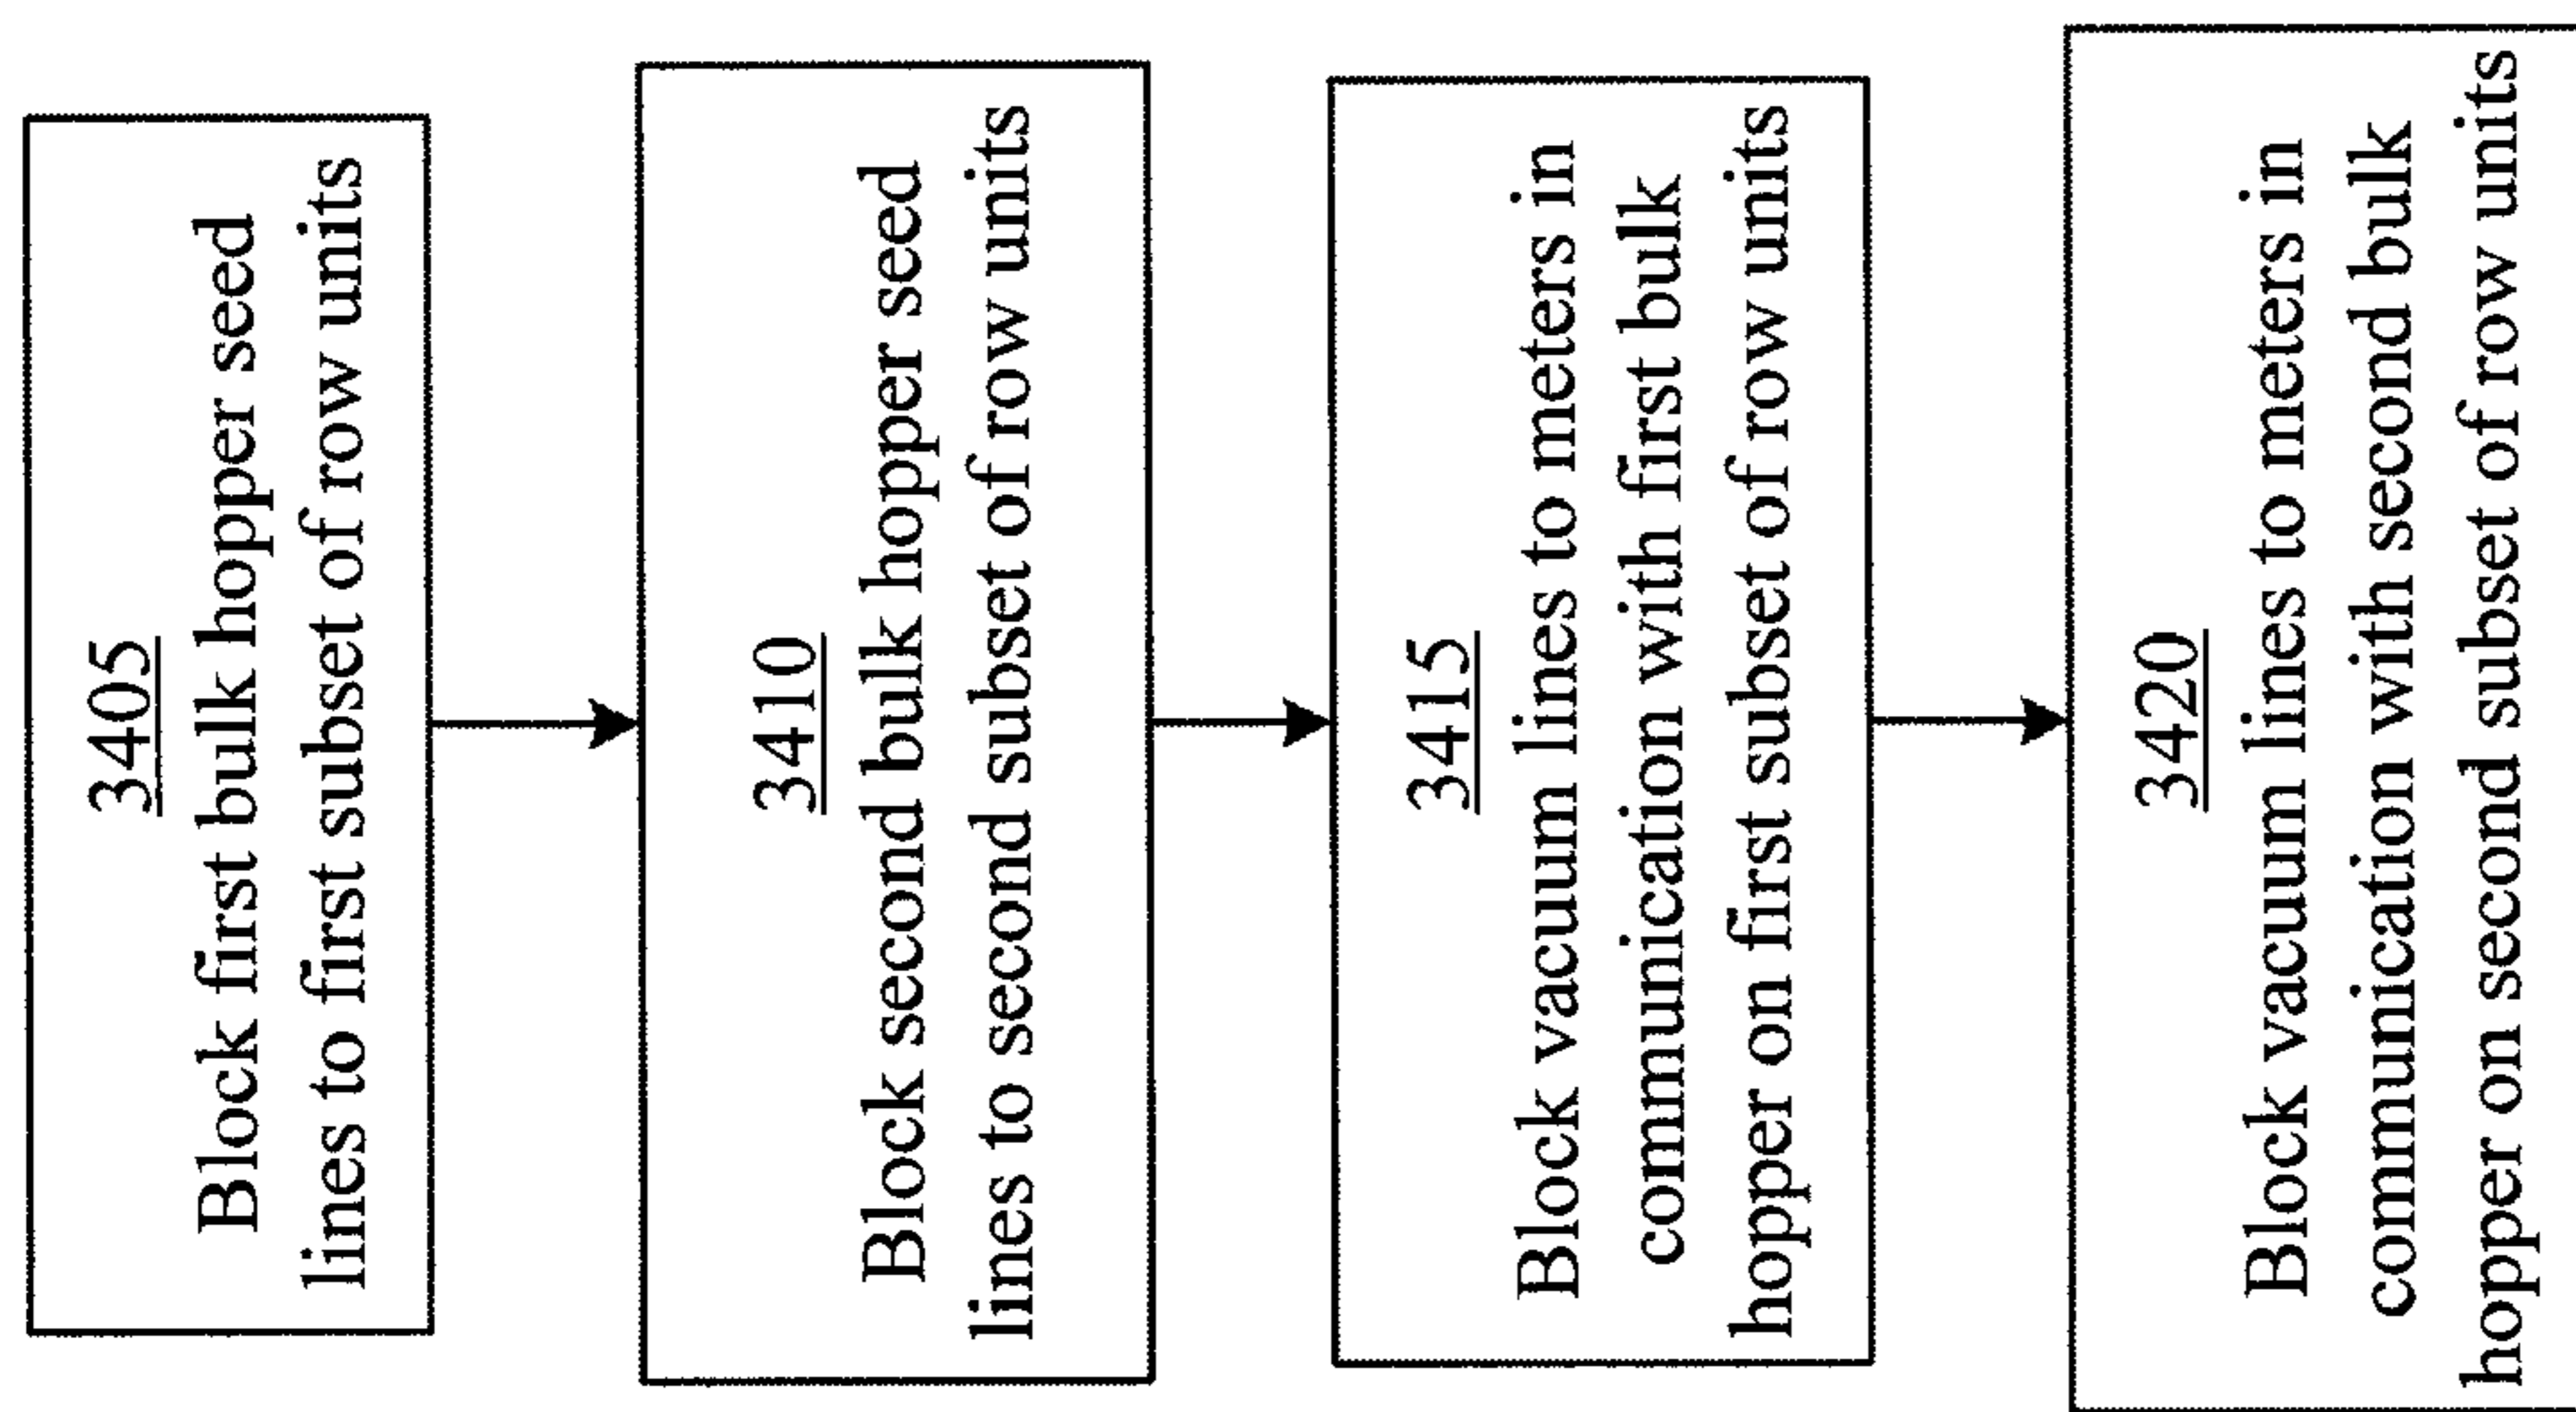 3405
Block first bulk hopper seed
lines to first subset of row units
3410
Block second bulk hopper seed
lines to second subset of row units
3415
Block vacuum lines to meters in
communication with first bulk
hopper on first subset of row units
3420
Block vacuum lines to meters in
communication with second bulk
hopper on second subset of row units